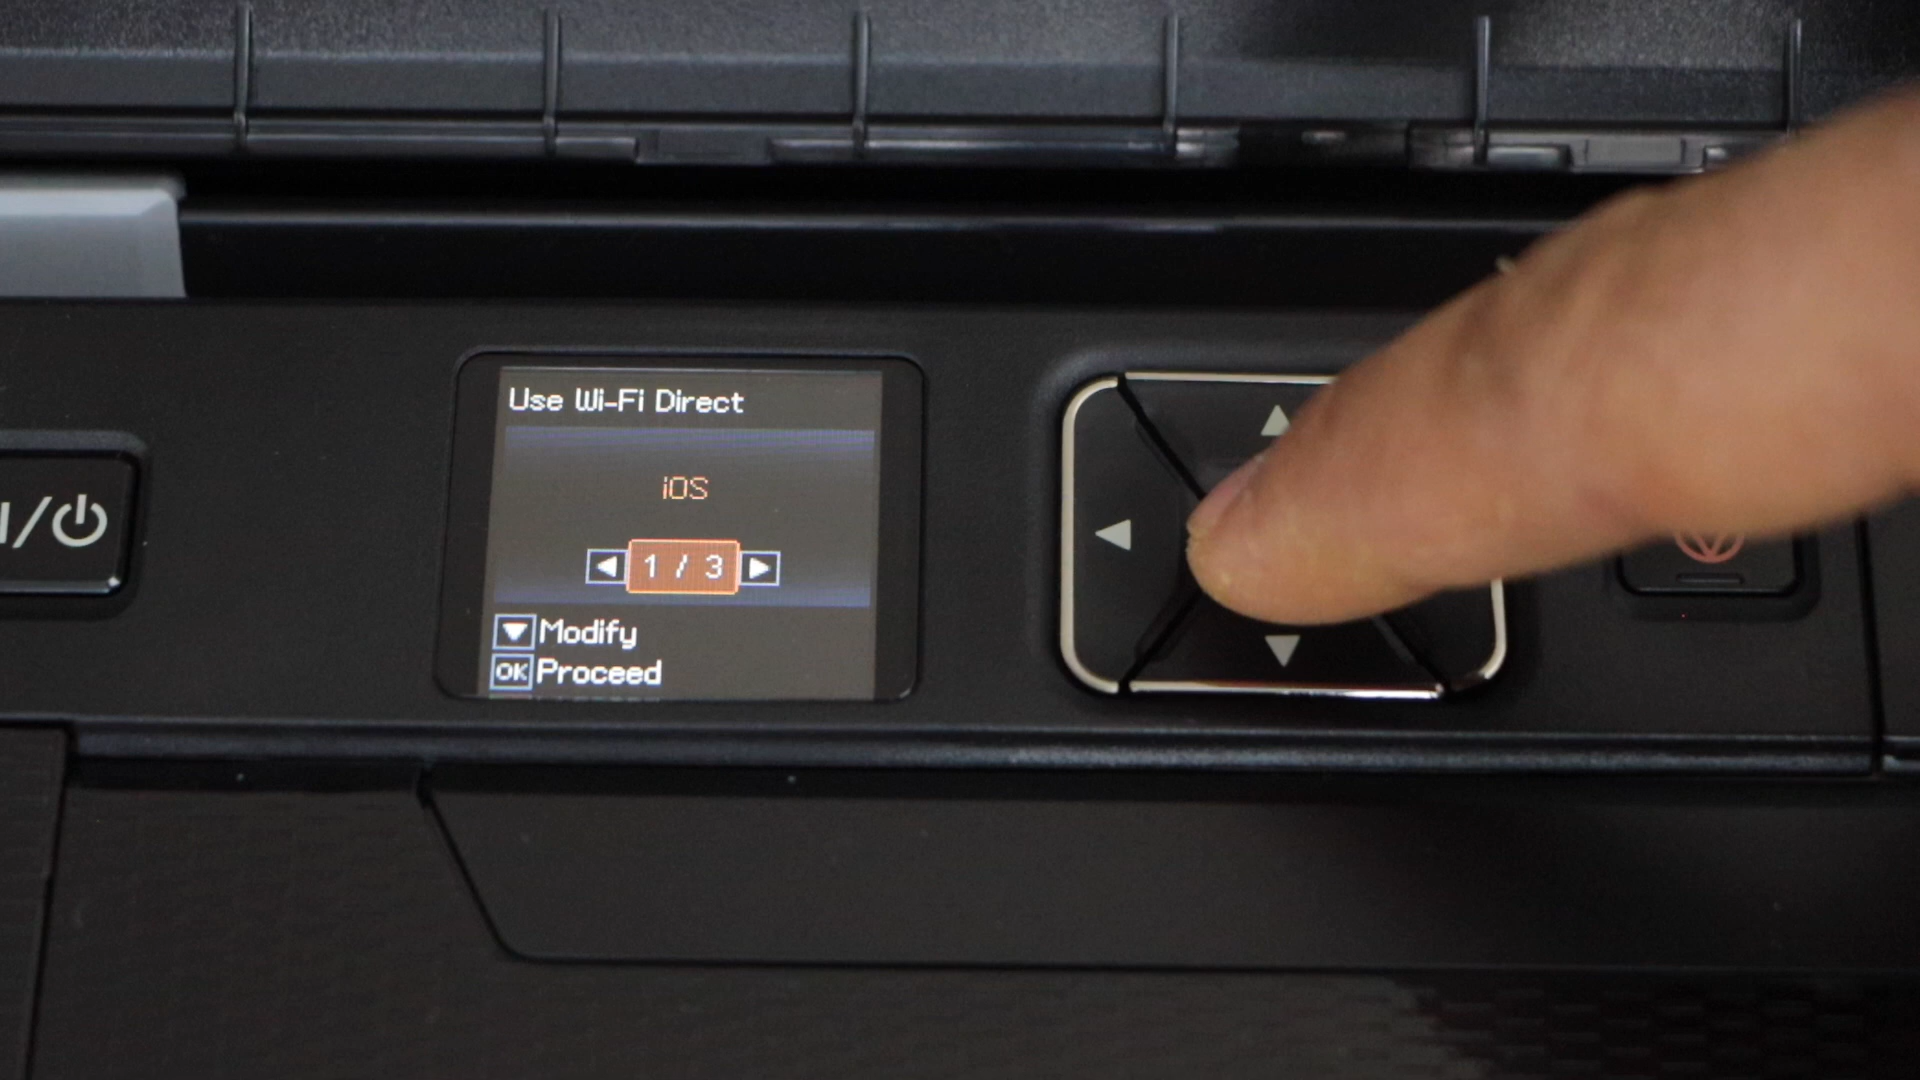 Use Wi-Fi Direct
iOS
1 / 3
Modify
OK Proceed